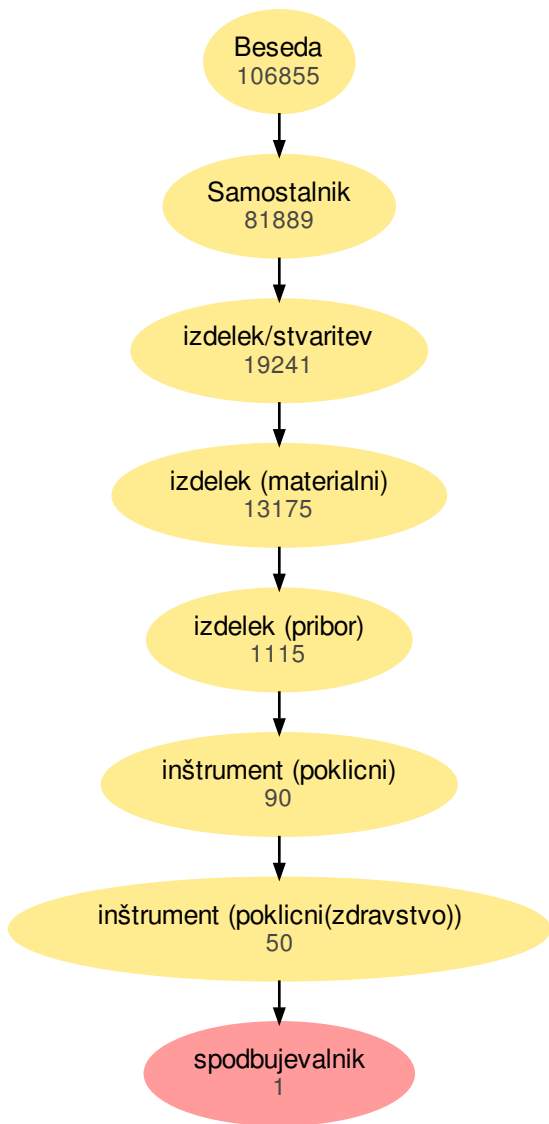 Beseda
106855
Samostalnik
81889
izdelek/stvaritev
19241
izdelek (materialni)
13175
izdelek (pribor)
1115
inštrument (poklicni)
90
inštrument (poklicni(zdravstvo))
50
spodbujevalnik
1